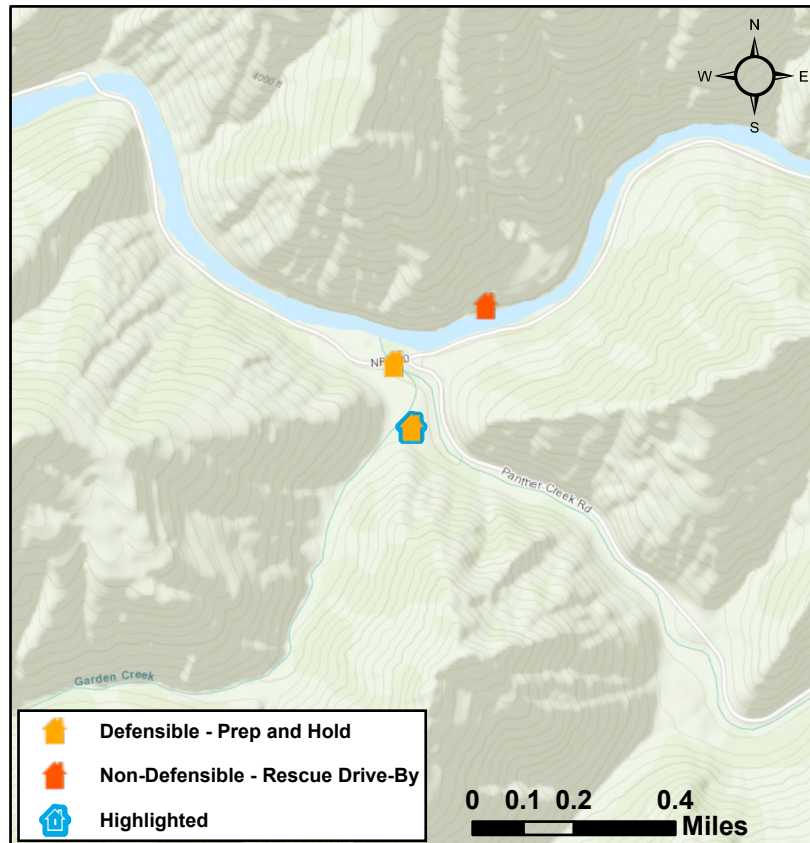 N
W E
S
4000 ft
Panther Creek Rd
Garden Creek
Defensible - Prep and Hold
Non-Defensible - Rescue Drive-By
Highlighted
0 0.1 0.2 0.4
Miles